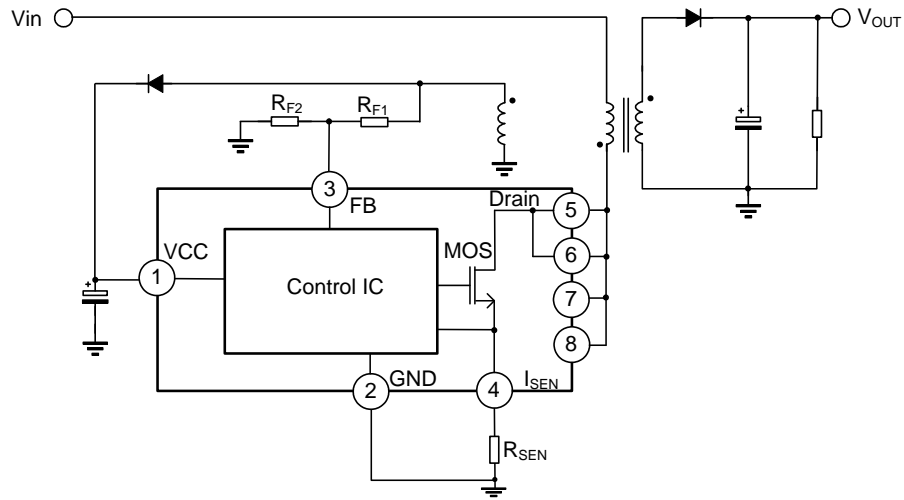 Vin
VOUT
RF2
RF1
3
FB
Drain
5
VCC
MOS
6
1
Control IC
7
8
2
GND
4
ISEN
RSEN